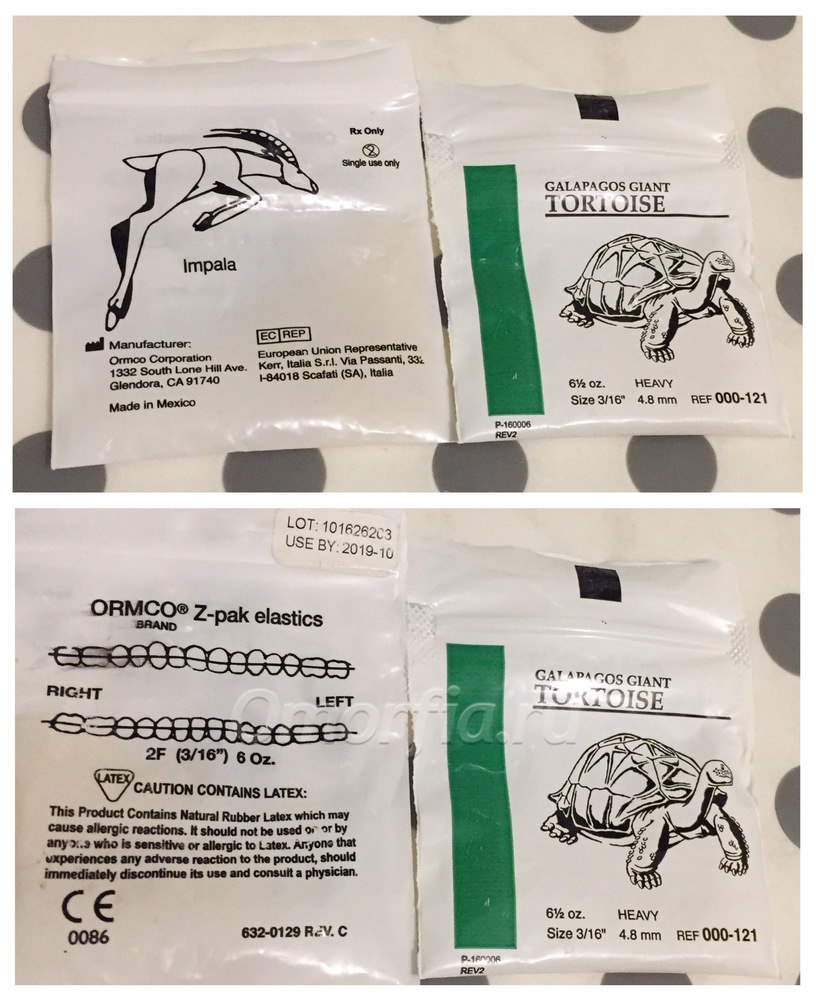 Rx Only
Single use only
Impala
Manufacturer:
Ormco Corporation
1332 South Lone Hill Ave.
Glendora, CA 91740
Made in Mexico
EC REP
European Union Representative
Kerr, Italia S.r.l. Via Passanti, 332
I-84018 Scafati (SA), Italia
GALAPAGOS GIANT
TORTOISE
6½ oz. HEAVY
Size 3/16" 4.8 mm REF 000-121
P-160006
REV2
LOT: 101626203
USE BY: 2019-10
ORMCO® Z-pak elastics
BRAND
RIGHT
LEFT
2F (3/16") 6 Oz.
LATEX CAUTION CONTAINS LATEX:
This Product Contains Natural Rubber Latex which may
cause allergic reactions. It should not be used on or by
anyone who is sensitive or allergic to Latex. Anyone that
experiences any adverse reaction to the product, should
immediately discontinue its use and consult a physician.
CE
0086
632-0129 REV. C
GALAPAGOS GIANT
TORTOISE
6½ oz. HEAVY
Size 3/16" 4.8 mm REF 000-121
P-160006
REV2
Omorfia.ru